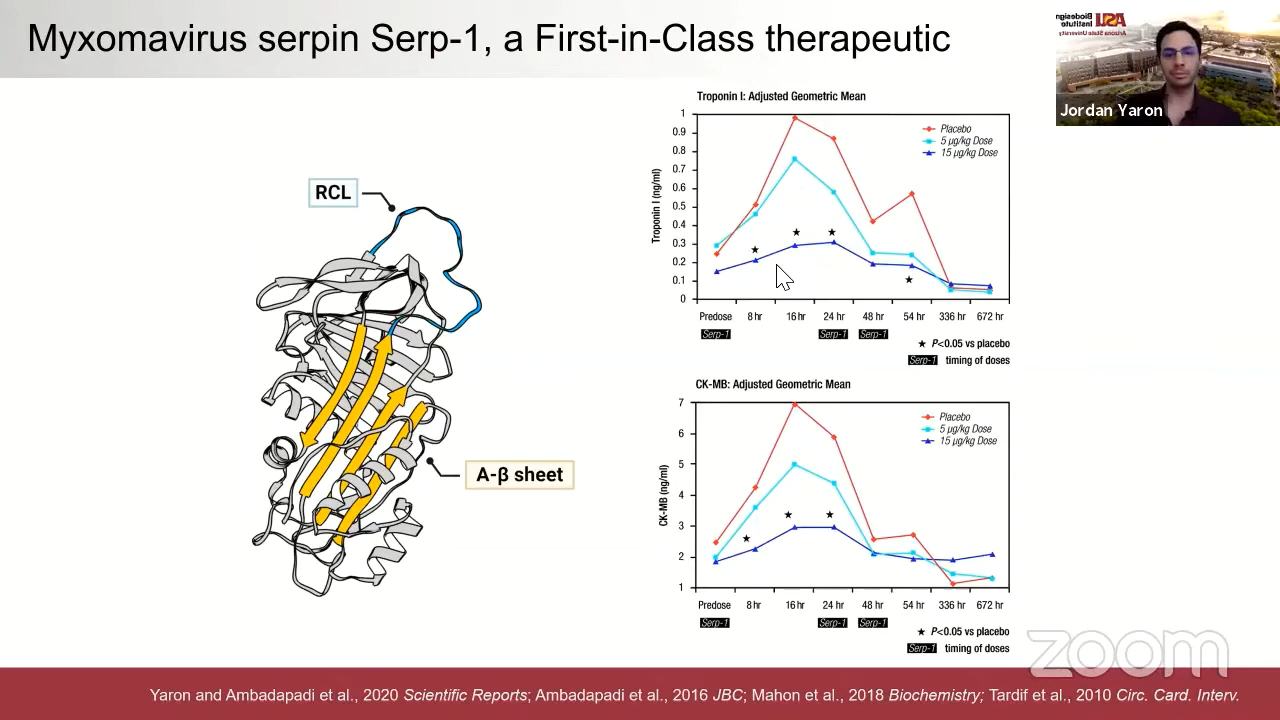 Myxomavirus serpin Serp-1, a First-in-Class therapeutic
Biodesign
Institute
ASU
Arizona State University
Jordan Yaron
RCL
A-β sheet
Troponin I: Adjusted Geometric Mean
Troponin I (ng/ml)
1
0.9
0.8
0.7
0.6
0.5
0.4
0.3
0.2
0.1
0
Placebo
5 µg/kg Dose
15 µg/kg Dose
Predose 8 hr 16 hr 24 hr 48 hr 54 hr 336 hr 672 hr
Serp-1 Serp-1 Serp-1
★ P<0.05 vs placebo
Serp-1 timing of doses
CK-MB: Adjusted Geometric Mean
CK-MB (ng/ml)
7
6
5
4
3
2
1
Placebo
5 µg/kg Dose
15 µg/kg Dose
Predose 8 hr 16 hr 24 hr 48 hr 54 hr 336 hr 672 hr
Serp-1 Serp-1 Serp-1
★ P<0.05 vs placebo
Serp-1 timing of doses
zoom
Yaron and Ambadapadi et al., 2020 Scientific Reports; Ambadapadi et al., 2016 JBC; Mahon et al., 2018 Biochemistry; Tardif et al., 2010 Circ. Card. Interv.